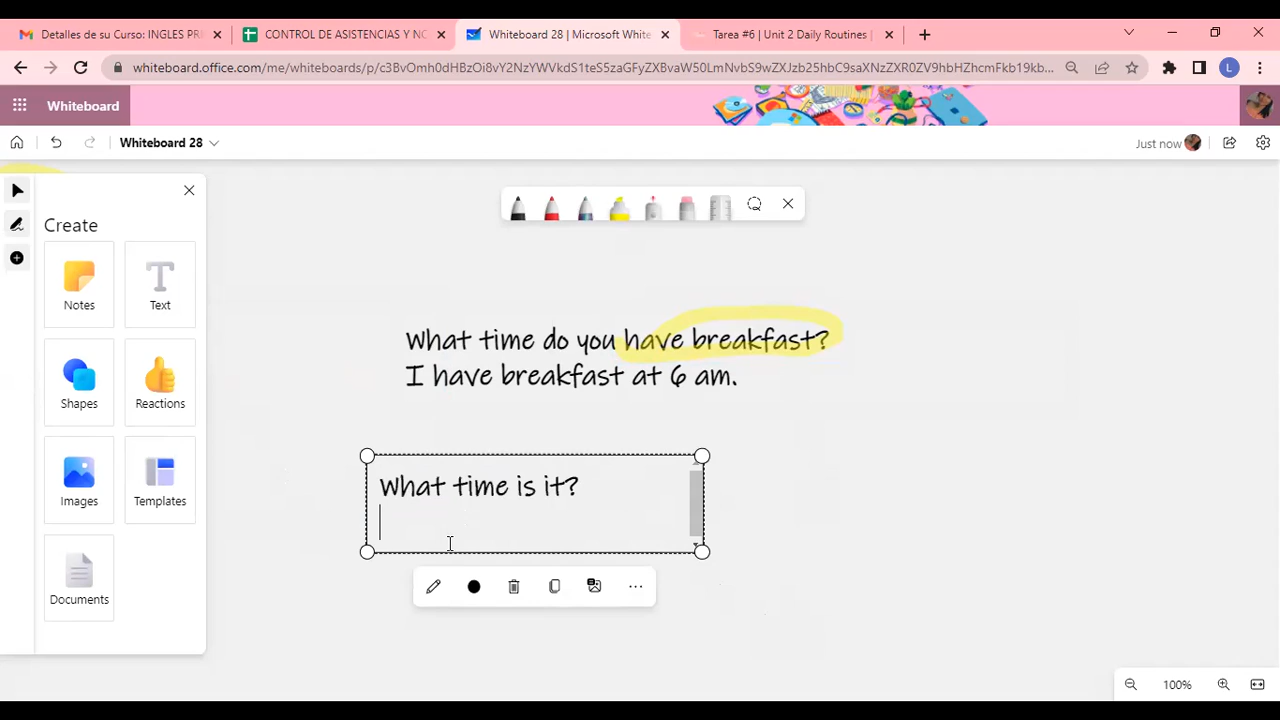 Detalles de su Curso: INGLES PRI
CONTROL DE ASISTENCIAS Y NO
Whiteboard 28 | Microsoft White
Tarea #6 | Unit 2 Daily Routines |
Whiteboard
Whiteboard 28
Just now
Create
Notes
Text
Shapes
Reactions
Images
Templates
Documents
What time do you have breakfast?
I have breakfast at 6 am.
What time is it?
100%